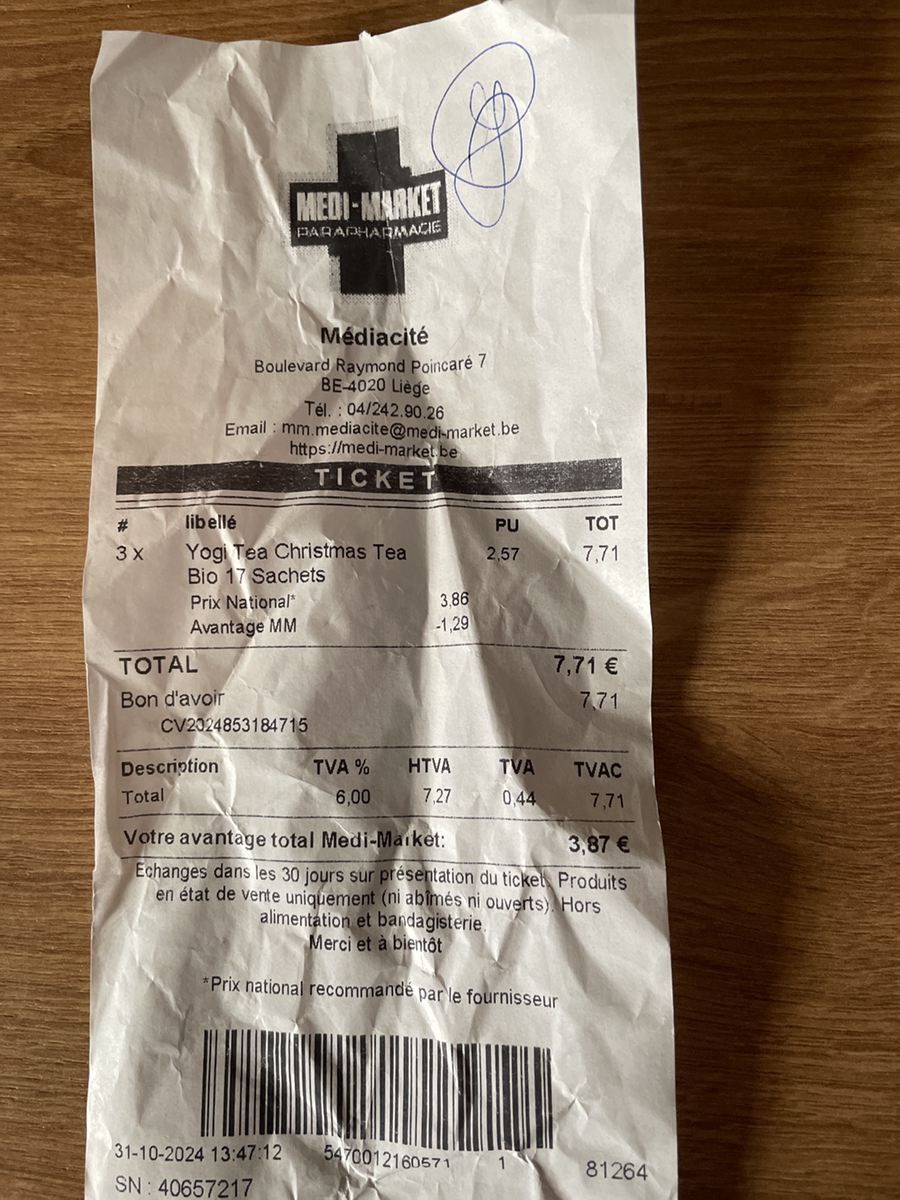 MEDI-MARKET
PARAPHARMACIE
Médiacité
Boulevard Raymond Poincaré 7
BE-4020 Liège
Tél. : 04/242.90.26
Email : mm.mediacite@medi-market.be
https://medi-market.be
TICKET
# libellé PU TOT
3 x Yogi Tea Christmas Tea 2,57 7,71
Bio 17 Sachets
Prix National* 3,86
Avantage MM -1,29
TOTAL 7,71 €
Bon d'avoir 7,71
CV2024853184715
Description TVA % HTVA TVA TVAC
Total 6,00 7,27 0,44 7,71
Votre avantage total Medi-Market: 3,87 €
Echanges dans les 30 jours sur présentation du ticket. Produits
en état de vente uniquement (ni abîmés ni ouverts). Hors
alimentation et bandagisterie.
Merci et à bientôt
*Prix national recommandé par le fournisseur
31-10-2024 13:47:12 5470012160571 1 81264
SN : 40657217